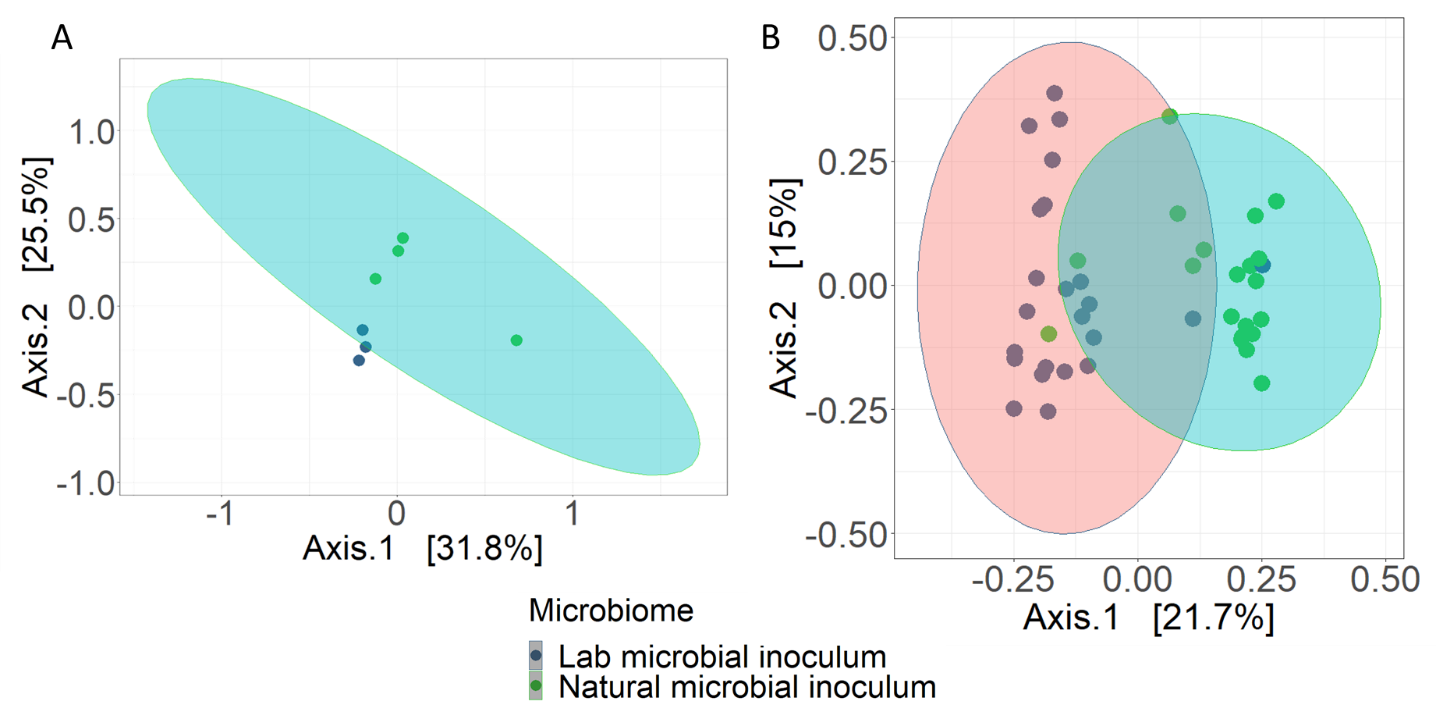 A
B
1.0
0.5
0.0
-0.5
-1.0
Axis.2 [25.5%]
-1
0
1
Axis.1 [31.8%]
0.50
0.25
0.00
-0.25
-0.50
Axis.2 [15%]
-0.25
0.00
0.25
0.50
Axis.1 [21.7%]
Microbiome
Lab microbial inoculum
Natural microbial inoculum